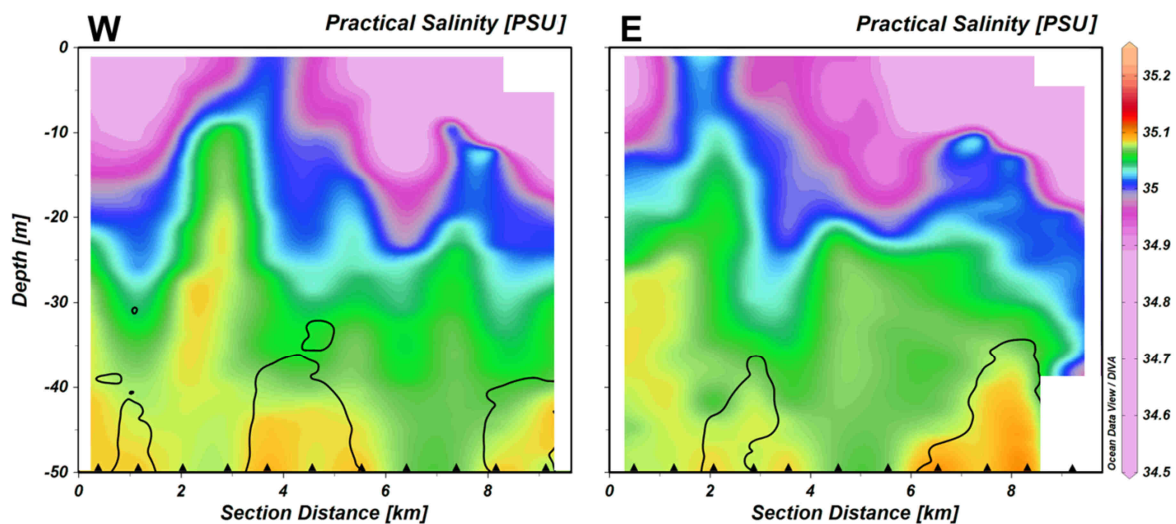 W Practical Salinity [PSU]
E Practical Salinity [PSU]
Depth [m]
0
-10
-20
-30
-40
-50
0 2 4 6 8
Section Distance [km]
0 2 4 6 8
Section Distance [km]
35.2
35.1
35
34.9
34.8
34.7
34.6
34.5
Ocean Data View / DIVA